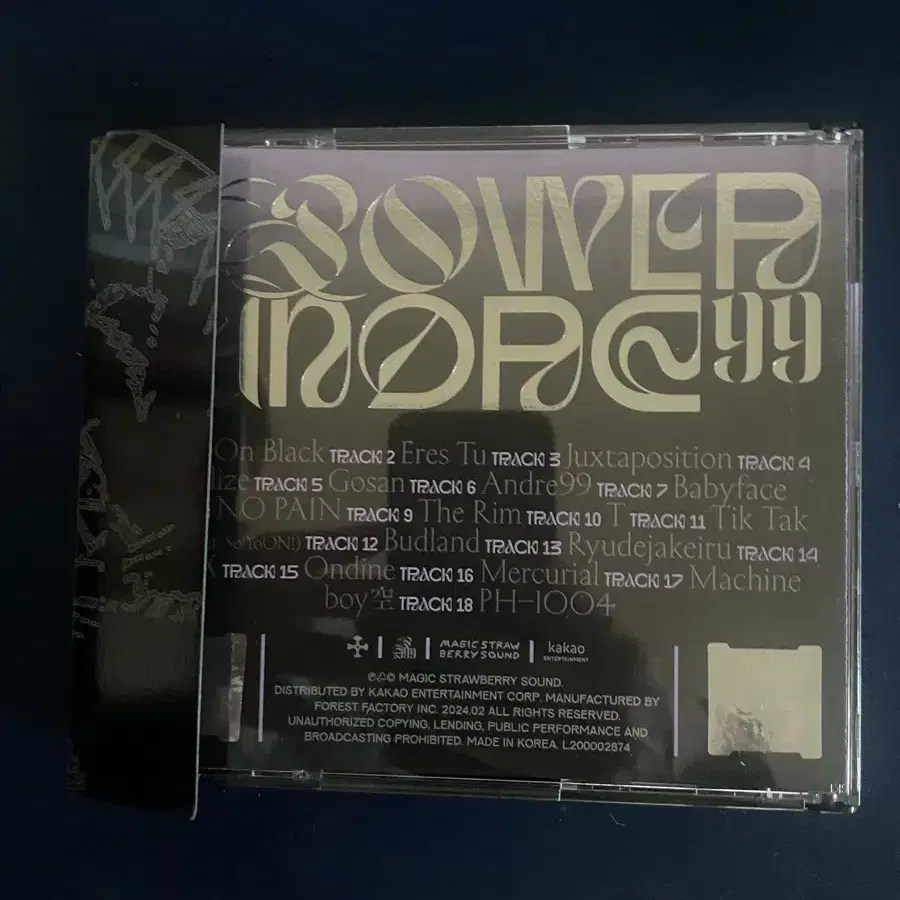 POWER
ANDRE 99
On Black TRACK 2 Eres Tu TRACK 3 Juxtaposition TRACK 4
lize TRACK 5 Gosan TRACK 6 Andre99 TRACK 7 Babyface
NO PAIN TRACK 9 The Rim TRACK 10 T TRACK 11 Tik Tak
TRACK 12 Budland TRACK 13 Ryudejakeiru TRACK 14
TRACK 15 Ondine TRACK 16 Mercurial TRACK 17 Machine
boy空 TRACK 18 PH-1004
MAGIC STRAW
BERRY SOUND
kakao
ENTERTAINMENT
℗&© MAGIC STRAWBERRY SOUND.
DISTRIBUTED BY KAKAO ENTERTAINMENT CORP. MANUFACTURED BY
FOREST FACTORY INC. 2024.02 ALL RIGHTS RESERVED.
UNAUTHORIZED COPYING, LENDING, PUBLIC PERFORMANCE AND
BROADCASTING PROHIBITED. MADE IN KOREA. L200002874